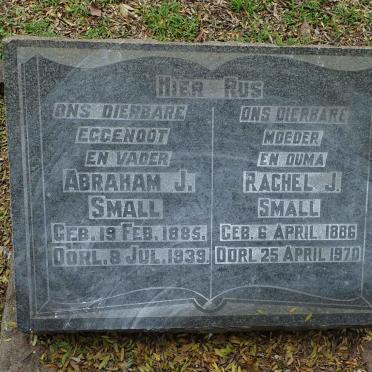 HIER RUS
ONS DIERBARE
EGGENOOT
EN VADER
ABRAHAM J.
SMALL
GEB. 19 FEB. 1885.
OORL. 8 JUL. 1939.
ONS DIERBARE
MOEDER
EN OUMA
RACHEL J.
SMALL
GEB. 6 APRIL 1886
OORL 25 APRIL 1970